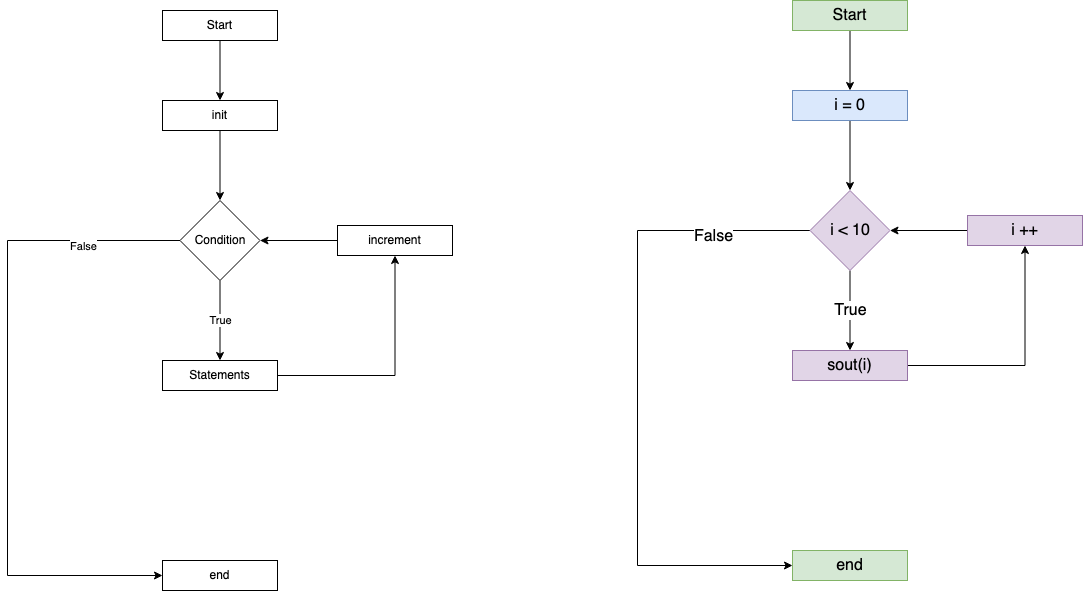 Start
init
Condition
increment
False
True
Statements
end
Start
i = 0
i < 10
i ++
False
True
sout(i)
end